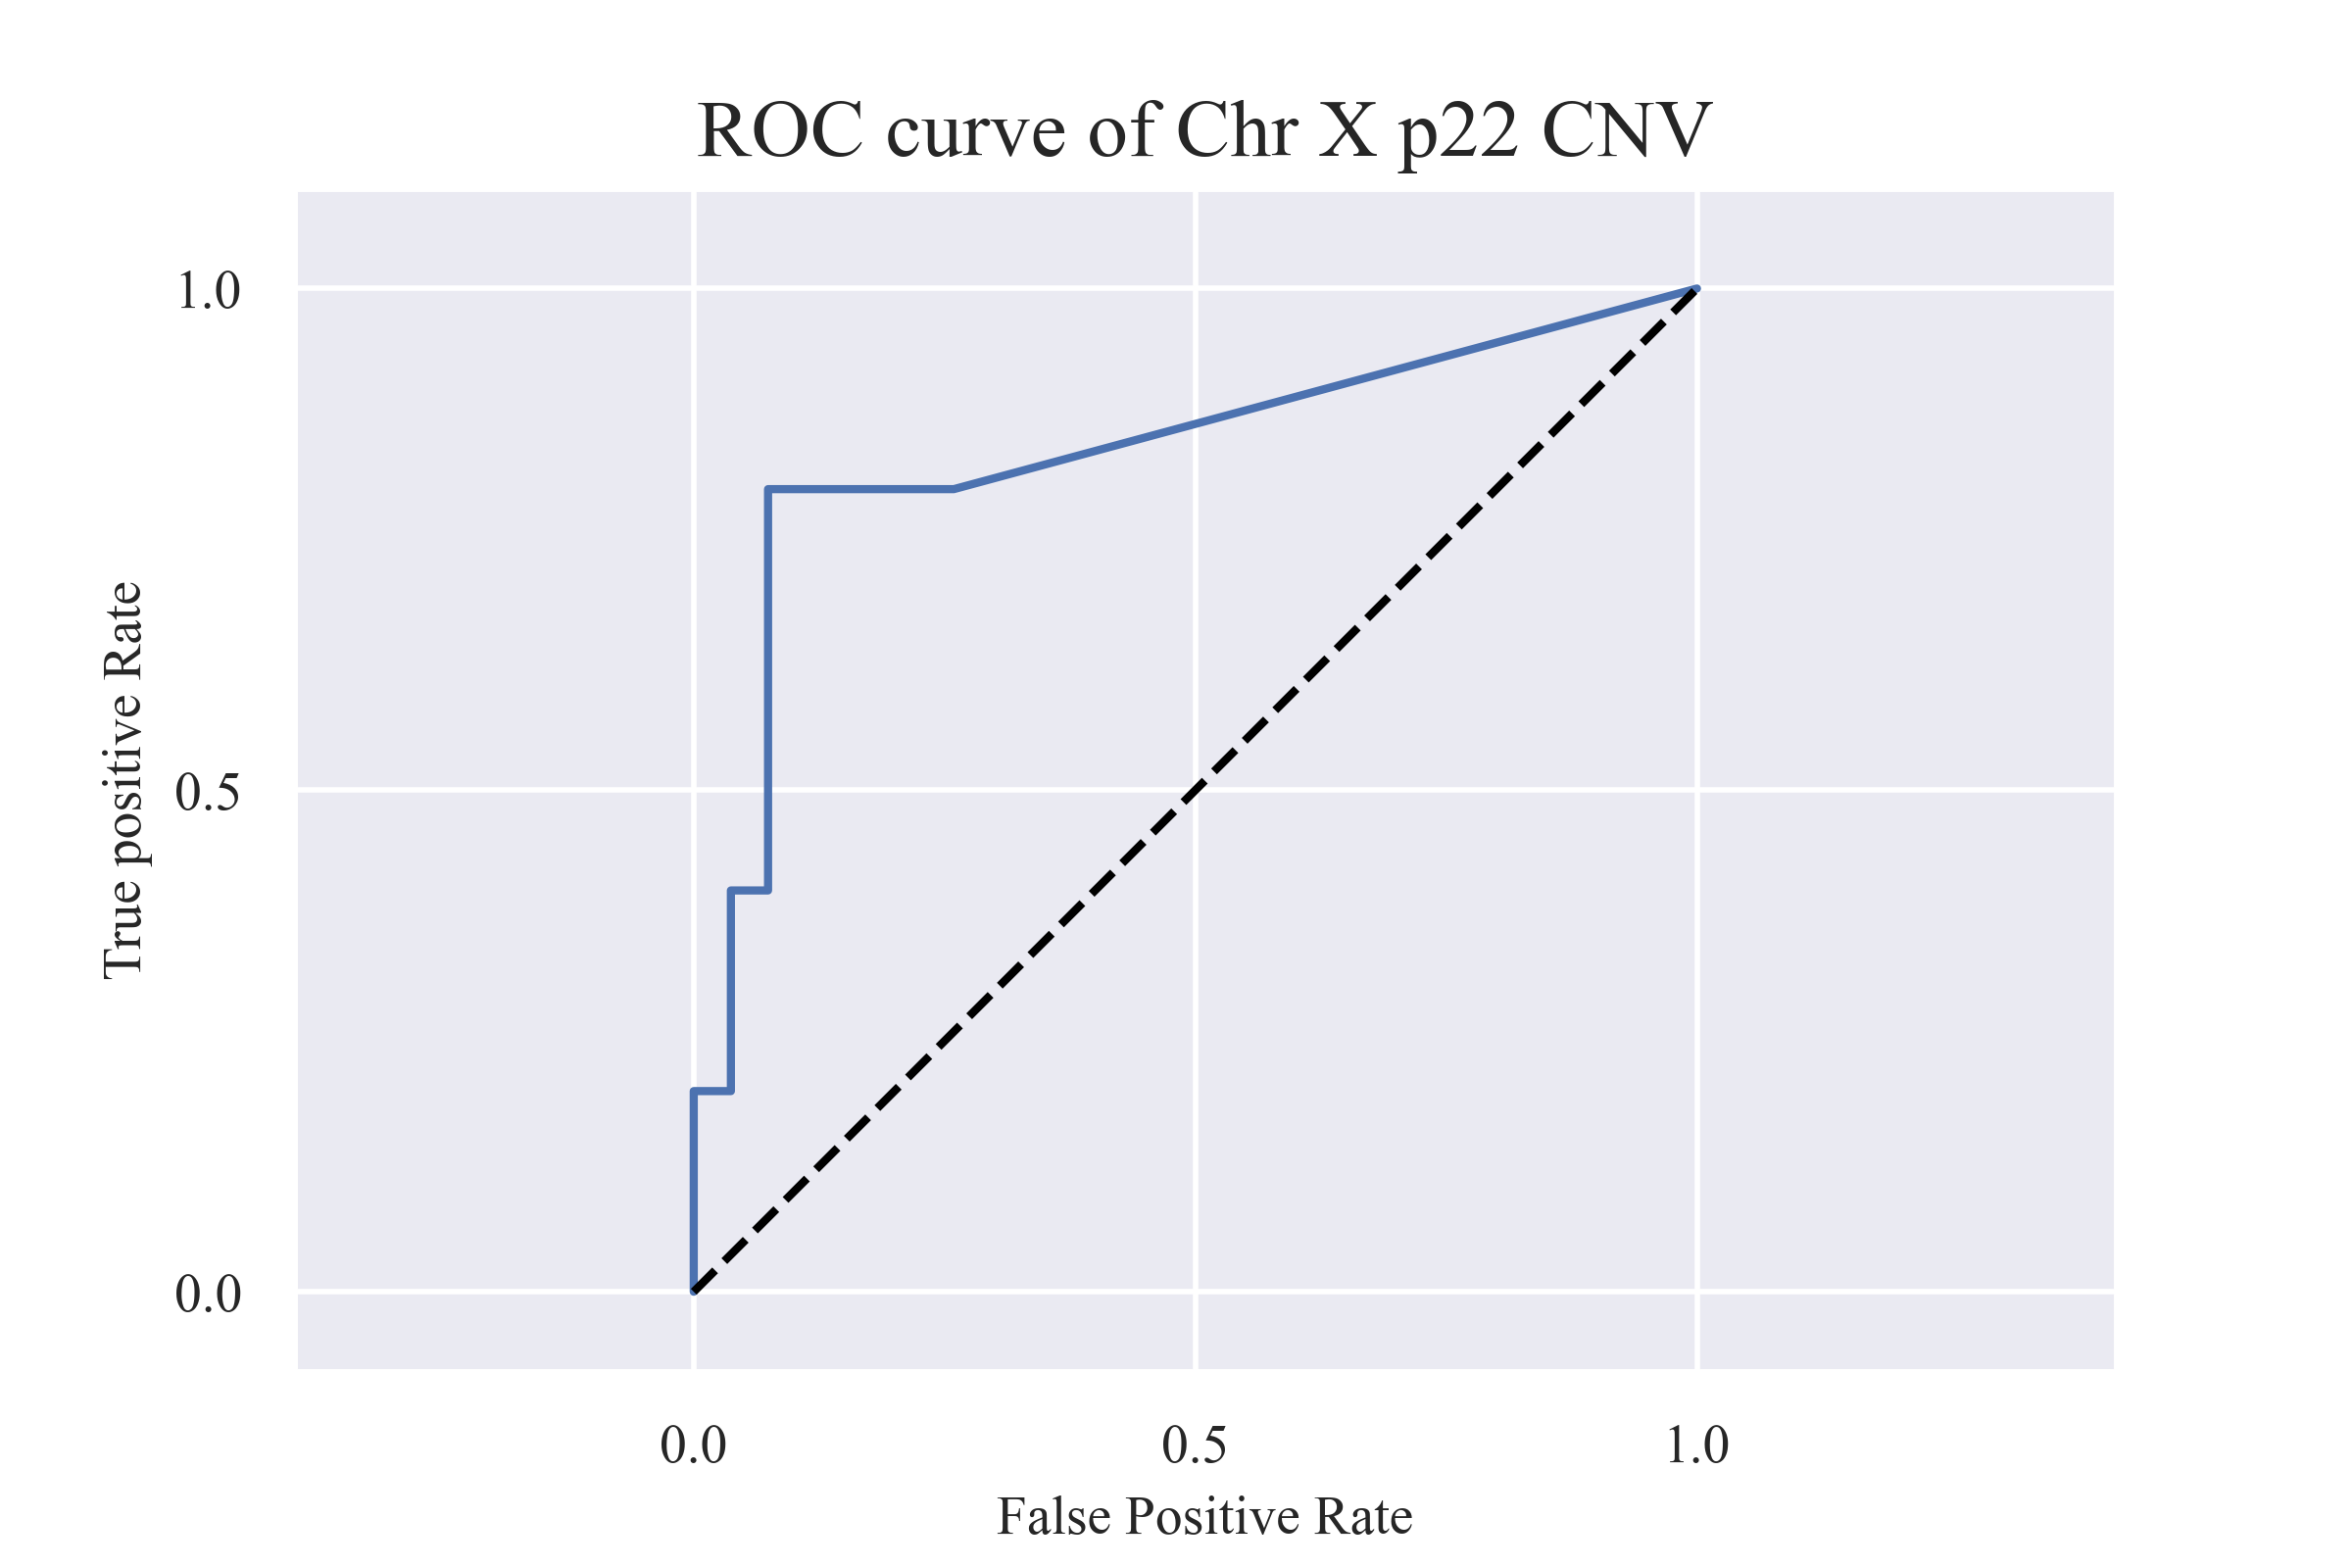 ROC curve of Chr X p22 CNV
1.0
0.5
0.0
True positive Rate
0.0 0.5 1.0
False Positive Rate